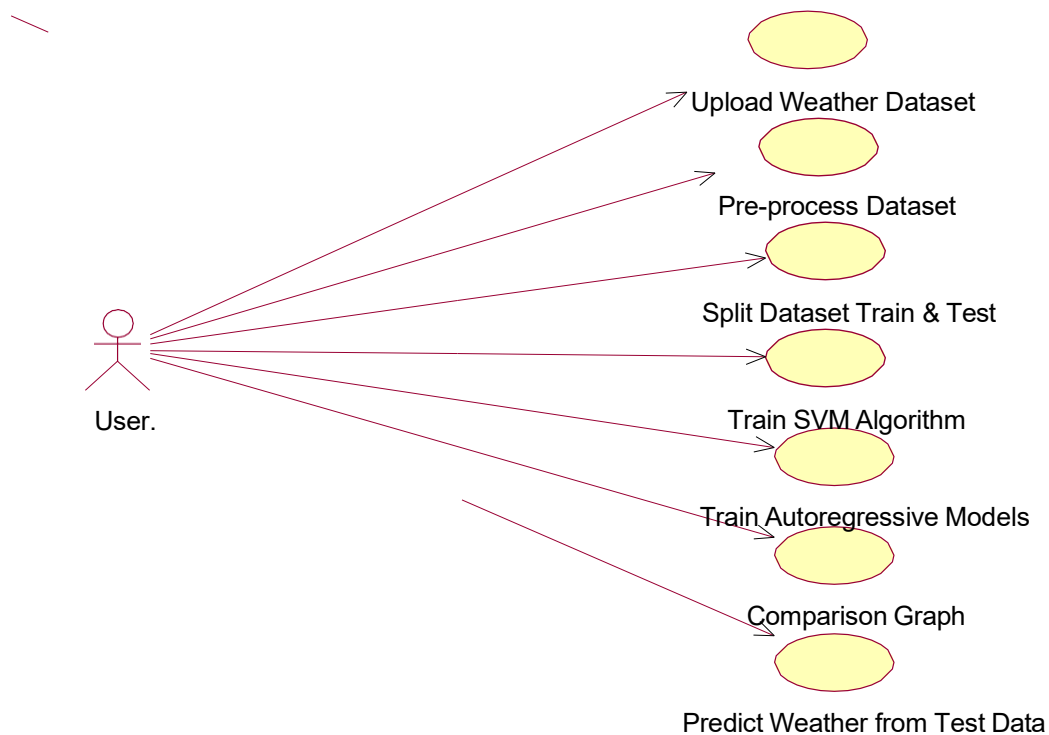 Upload Weather Dataset
Pre-process Dataset
Split Dataset Train & Test
User.
Train SVM Algorithm
Train Autoregressive Models
Comparison Graph
Predict Weather from Test Data